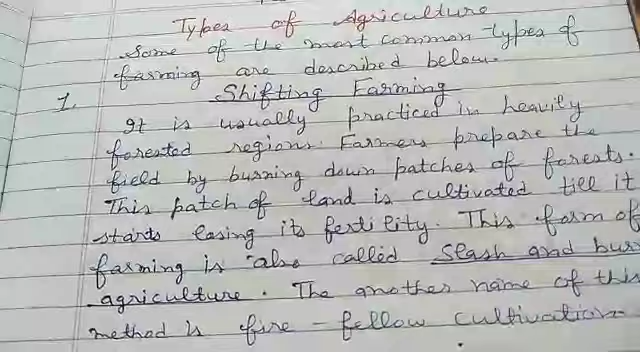 Types of Agriculture
Some of the most common types of
farming are described below.
1. Shifting Farming
It is usually practiced in heavily
forested regions. Farmers prepare the
field by burning down patches of forests.
This patch of land is cultivated till it
starts losing its fertility. This form of
farming is also called Slash and bur
agriculture. The another name of this
method is fire - fellow cultivation